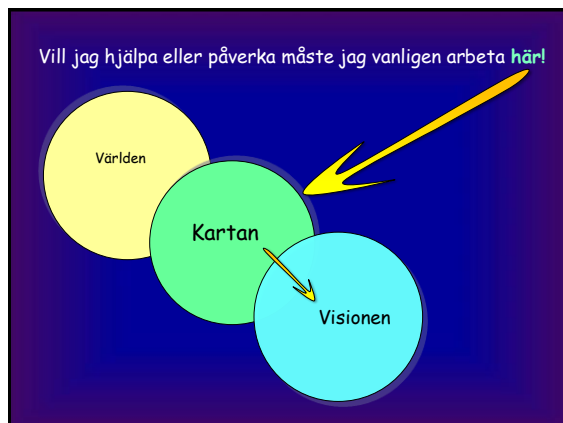 Vill jag hjälpa eller påverka måste jag vanligen arbeta här!
Världen
Kartan
Visionen